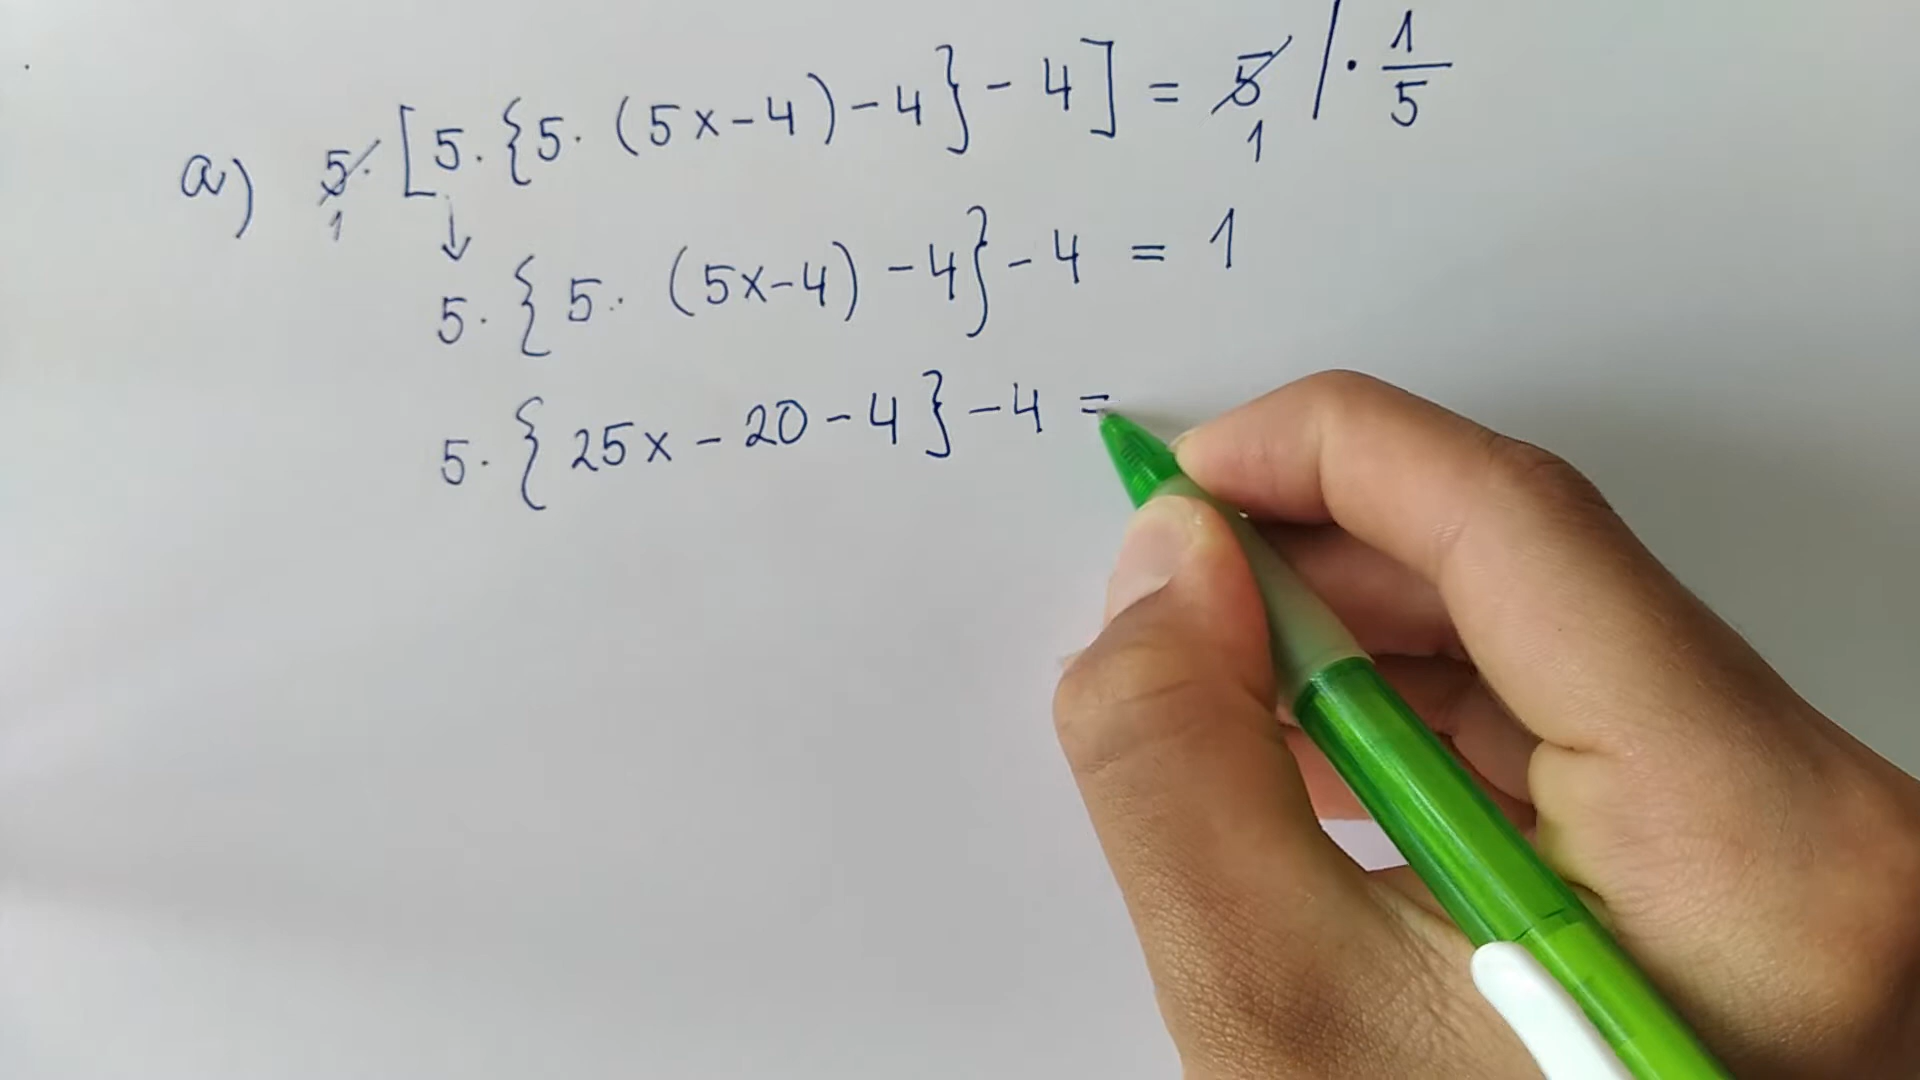 a) 5. [5. {5. (5x-4) -4} - 4] = 5 / . 1/5
1 1
5. {5. (5x-4) -4} - 4 = 1
5. {25x - 20 - 4} - 4 =